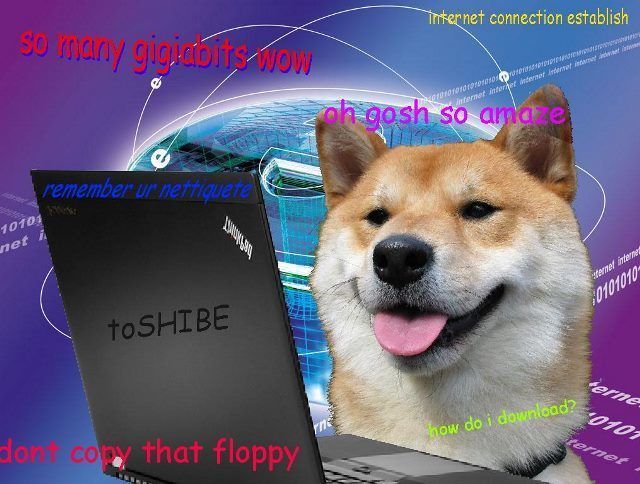 internet connection establish
so many gigiabits wow
oh gosh so amaze
remember ur nettiquete
ThinkPad
toSHIBE
how do i download?
dont copy that floppy